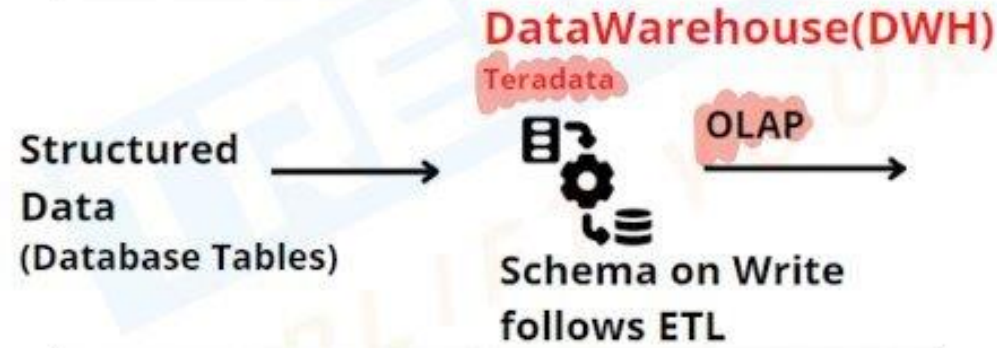 DataWarehouse(DWH)
Teradata
OLAP
Structured
Data
(Database Tables)
Schema on Write
follows ETL